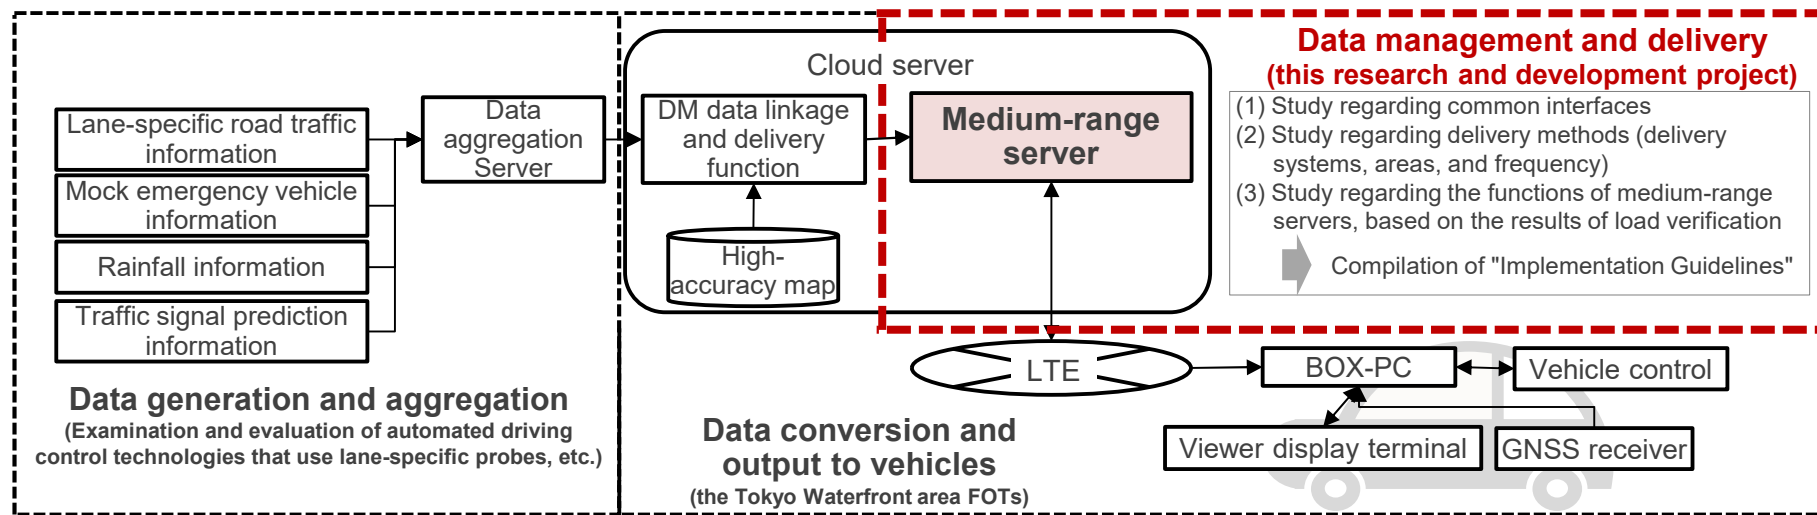 Lane-specific road traffic
information
Mock emergency vehicle
information
Rainfall information
Traffic signal prediction
information
Data
aggregation
Server
Data generation and aggregation
(Examination and evaluation of automated driving
control technologies that use lane-specific probes, etc.)
Cloud server
DM data linkage
and delivery
function
High-
accuracy map
Medium-range
server
Data management and delivery
(this research and development project)
(1) Study regarding common interfaces
(2) Study regarding delivery methods (delivery
systems, areas, and frequency)
(3) Study regarding the functions of medium-range
servers, based on the results of load verification
Compilation of "Implementation Guidelines"
LTE
BOX-PC
Vehicle control
Viewer display terminal
GNSS receiver
Data conversion and
output to vehicles
(the Tokyo Waterfront area FOTs)